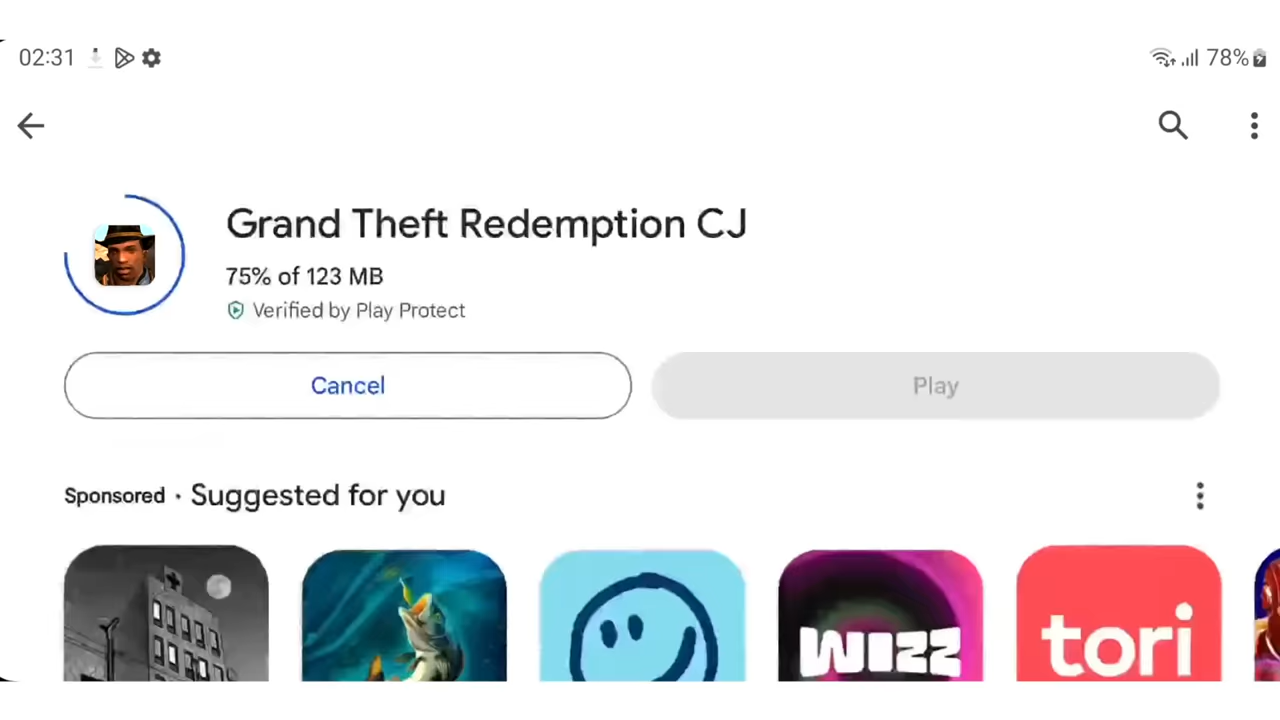 02:31
78%
Grand Theft Redemption CJ
75% of 123 MB
Verified by Play Protect
Cancel
Play
Sponsored · Suggested for you
WIZZ
tori